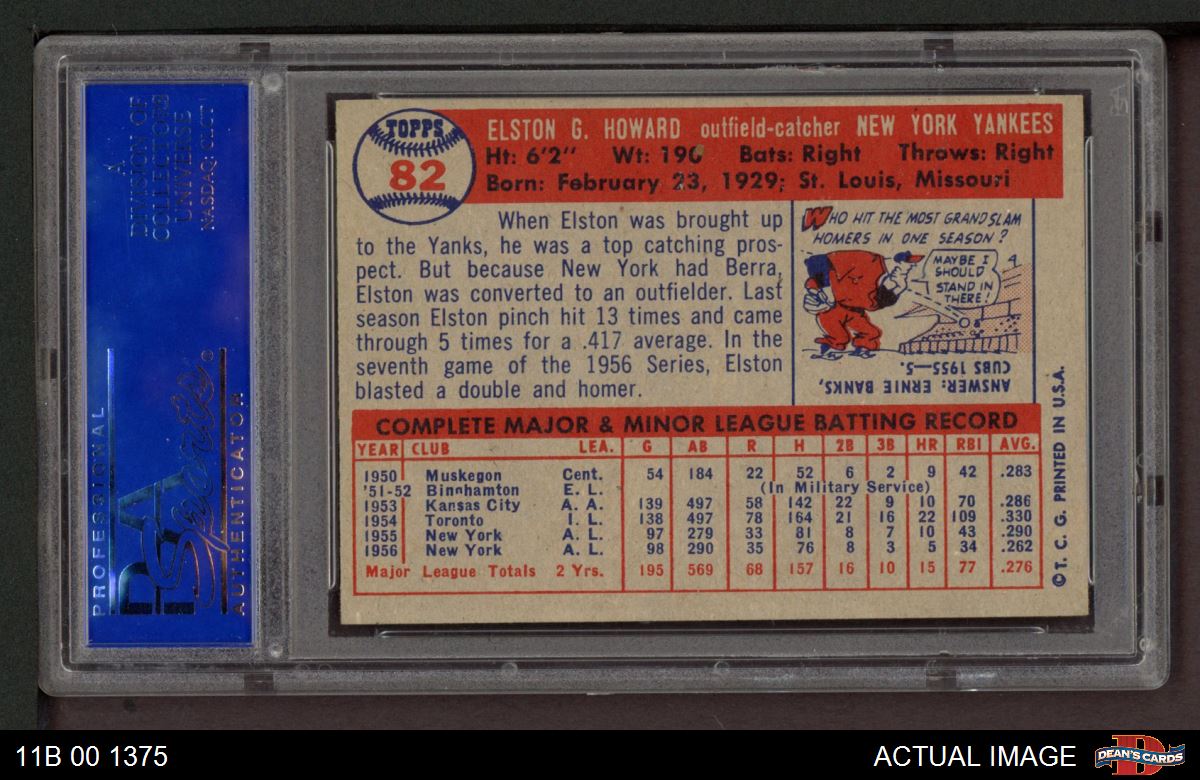 A
DIVISION OF
COLLECTORS
UNIVERSE
NASDAQ: CLCT
PROFESSIONAL
PSA
Sports
AUTHENTICATOR
TOPPS
82
ELSTON G. HOWARD outfield-catcher NEW YORK YANKEES
Ht: 6'2" Wt: 190 Bats: Right Throws: Right
Born: February 23, 1929; St. Louis, Missouri
When Elston was brought up
to the Yanks, he was a top catching pros-
pect. But because New York had Berra,
Elston was converted to an outfielder. Last
season Elston pinch hit 13 times and came
through 5 times for a .417 average. In the
seventh game of the 1956 Series, Elston
blasted a double and homer.
WHO HIT THE MOST GRAND SLAM
HOMERS IN ONE SEASON?
MAYBE I
SHOULD
STAND IN
THERE!
ANSWER: ERNIE BANKS,
CUBS 1955—5.
COMPLETE MAJOR & MINOR LEAGUE BATTING RECORD
YEAR CLUB LEA. G AB R H 2B 3B HR RBI AVG.
1950 Muskegon Cent. 54 184 22 52 6 2 9 42 .283
'51-52 Binghamton E. L. (In Military Service)
1953 Kansas City A. A. 139 497 58 142 22 9 10 70 .286
1954 Toronto I. L. 138 497 78 164 21 16 22 109 .330
1955 New York A. L. 97 279 33 81 8 7 10 43 .290
1956 New York A. L. 98 290 35 76 8 3 5 34 .262
Major League Totals 2 Yrs. 195 569 68 157 16 10 15 77 .276
©T. C. G. PRINTED IN U.S.A.
11B 00 1375
ACTUAL IMAGE
DEAN'S CARDS